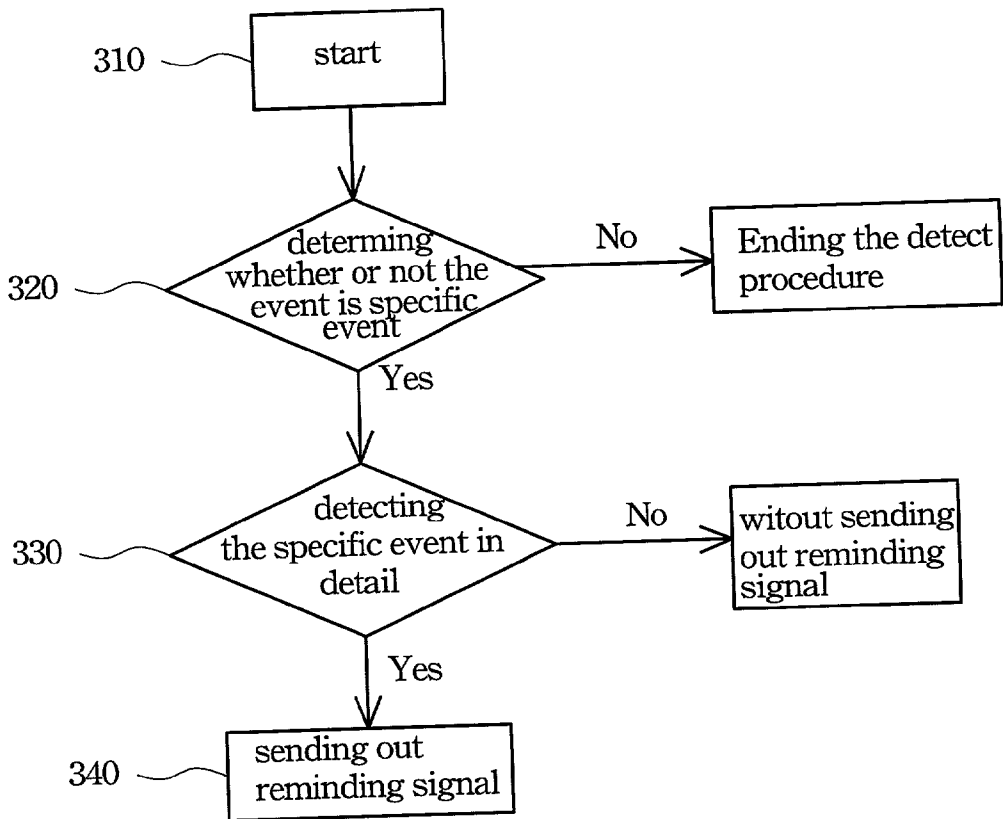 310
start
320
determing
whether or not the
event is specific
event
No
Ending the detect
procedure
Yes
330
detecting
the specific event in
detail
No
witout sending
out reminding
signal
Yes
340
sending out
reminding signal